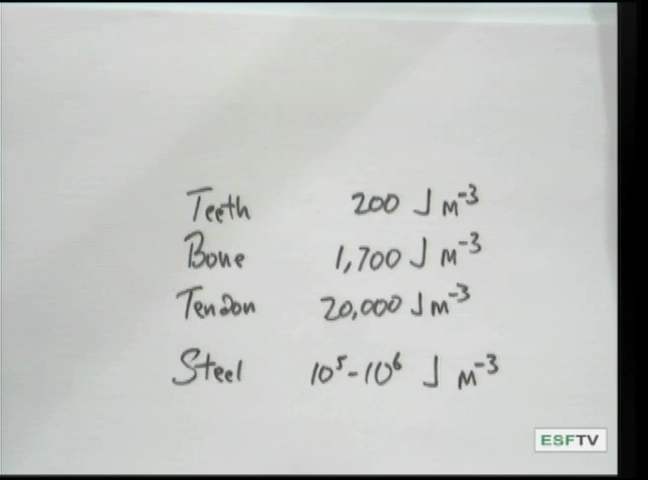 Teeth 200 J m⁻³
Bone 1,700 J m⁻³
Tendon 20,000 J m⁻³
Steel 10⁵-10⁶ J m⁻³
ESFTV